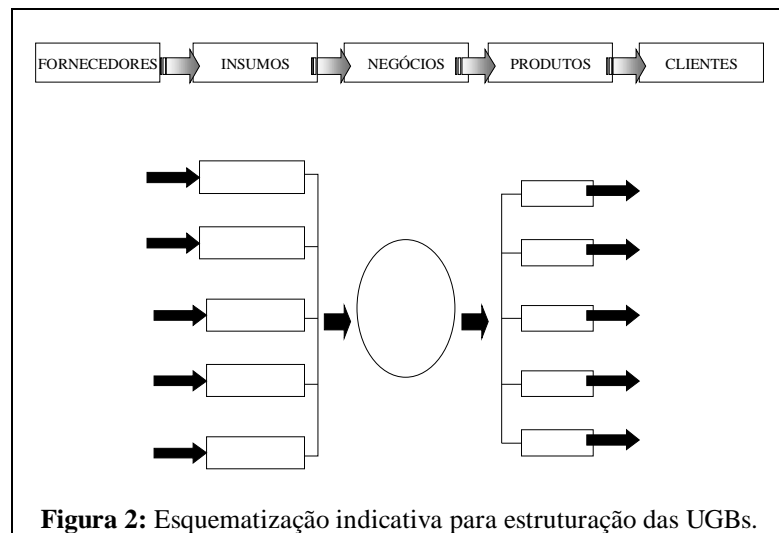 FORNECEDORES INSUMOS NEGÓCIOS PRODUTOS CLIENTES
Figura 2: Esquematização indicativa para estruturação das UGBs.